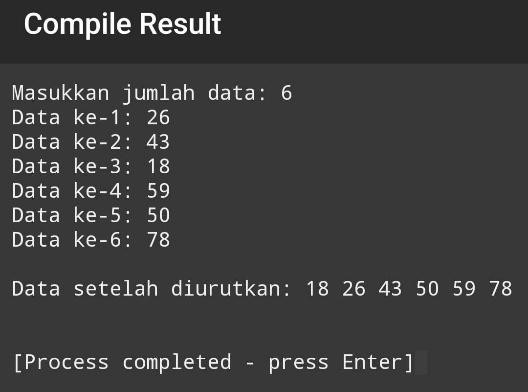 Compile Result
Masukkan jumlah data: 6
Data ke-1: 26
Data ke-2: 43
Data ke-3: 18
Data ke-4: 59
Data ke-5: 50
Data ke-6: 78
Data setelah diurutkan: 18 26 43 50 59 78
[Process completed - press Enter]